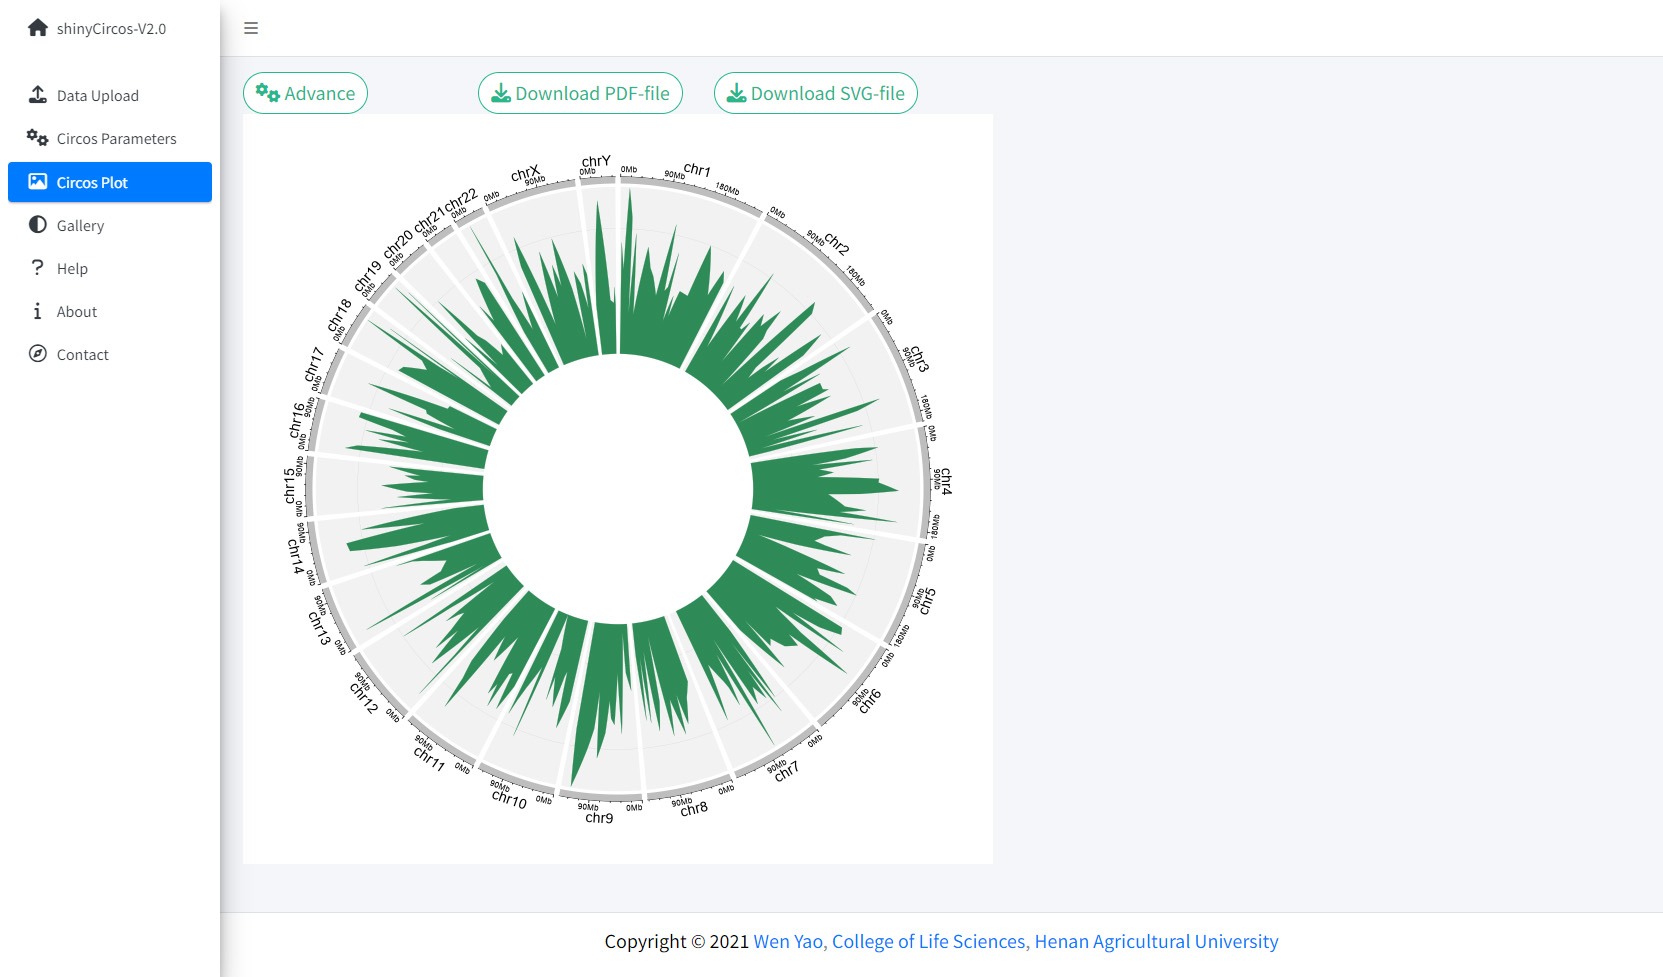 shinyCircos-V2.0
Data Upload
Circos Parameters
Circos Plot
Gallery
Help
About
Contact
Advance
Download PDF-file
Download SVG-file
chr1
0Mb
90Mb
180Mb
chr2
0Mb
90Mb
180Mb
chr3
0Mb
90Mb
180Mb
chr4
0Mb
90Mb
180Mb
chr5
0Mb
90Mb
180Mb
chr6
0Mb
90Mb
chr7
0Mb
90Mb
chr8
0Mb
90Mb
chr9
0Mb
90Mb
chr10
0Mb
90Mb
chr11
0Mb
90Mb
chr12
0Mb
90Mb
chr13
0Mb
90Mb
chr14
0Mb
90Mb
chr15
0Mb
90Mb
chr16
0Mb
90Mb
chr17
0Mb
chr18
0Mb
chr19
0Mb
chr20
0Mb
chr21
0Mb
chr22
0Mb
chrX
0Mb
90Mb
chrY
0Mb
Copyright © 2021 Wen Yao, College of Life Sciences, Henan Agricultural University